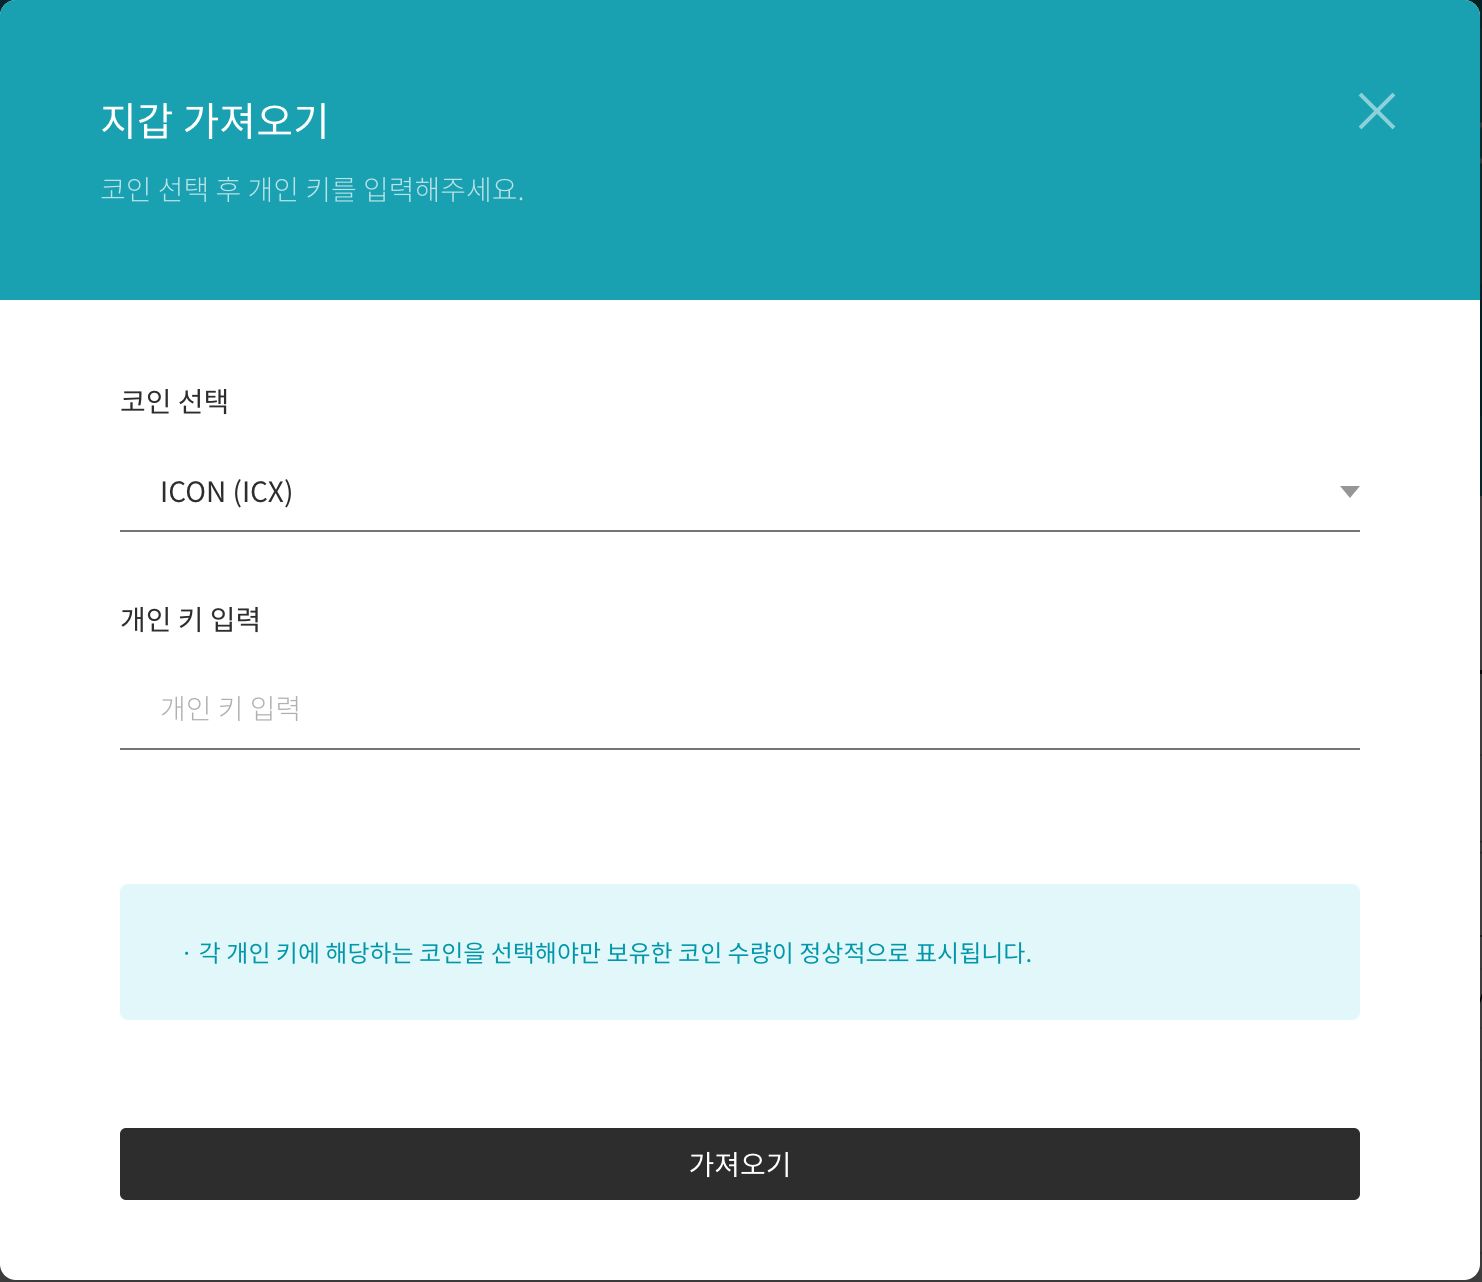 지갑 가져오기
코인 선택 후 개인 키를 입력해주세요.
코인 선택
ICON (ICX)
개인 키 입력
개인 키 입력
· 각 개인 키에 해당하는 코인을 선택해야만 보유한 코인 수량이 정상적으로 표시됩니다.
가져오기